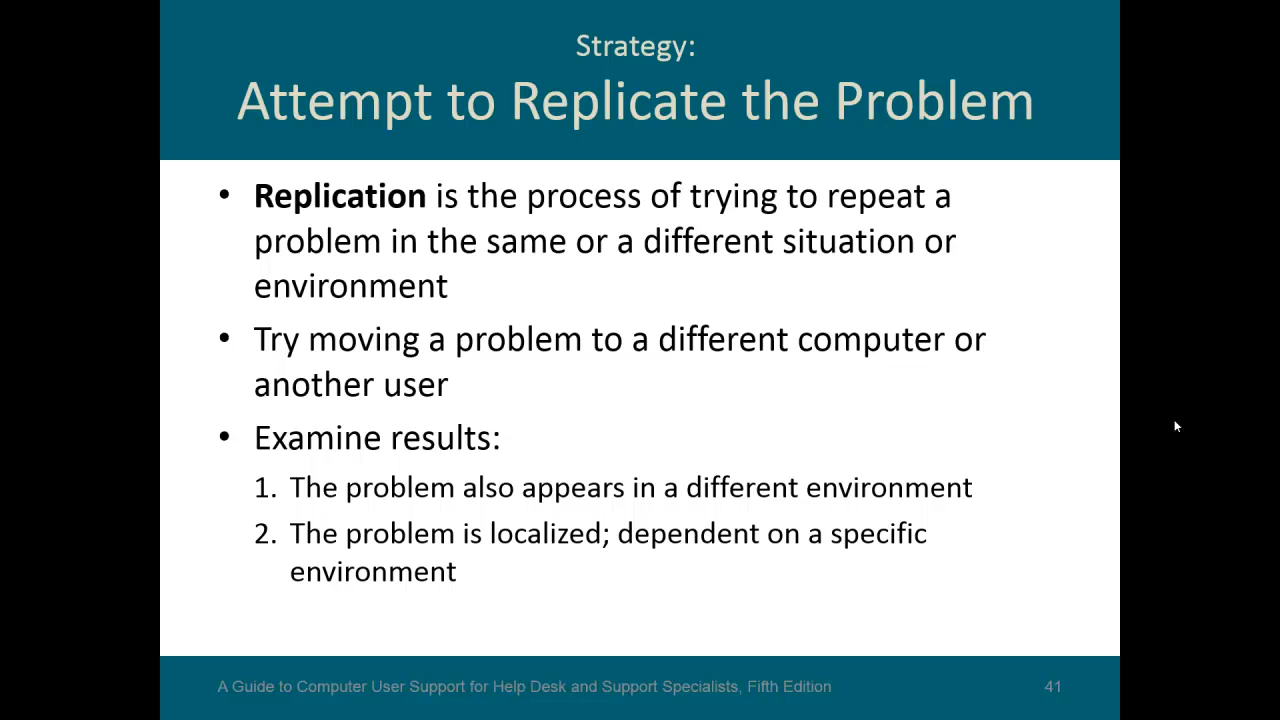 Strategy:
Attempt to Replicate the Problem
• Replication is the process of trying to repeat a
problem in the same or a different situation or
environment
• Try moving a problem to a different computer or
another user
• Examine results:
1. The problem also appears in a different environment
2. The problem is localized; dependent on a specific
environment
A Guide to Computer User Support for Help Desk and Support Specialists, Fifth Edition
41